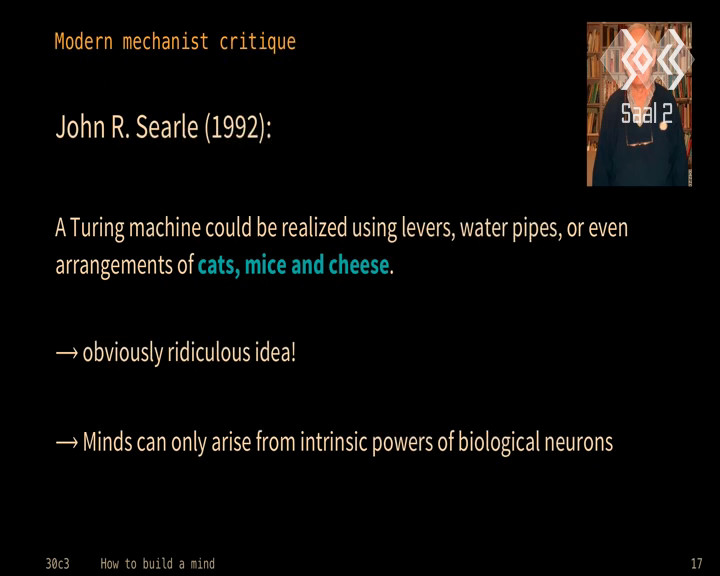 Modern mechanist critique
Saal 2
John R. Searle (1992):
A Turing machine could be realized using levers, water pipes, or even
arrangements of cats, mice and cheese.
→ obviously ridiculous idea!
→ Minds can only arise from intrinsic powers of biological neurons
30c3 How to build a mind 17